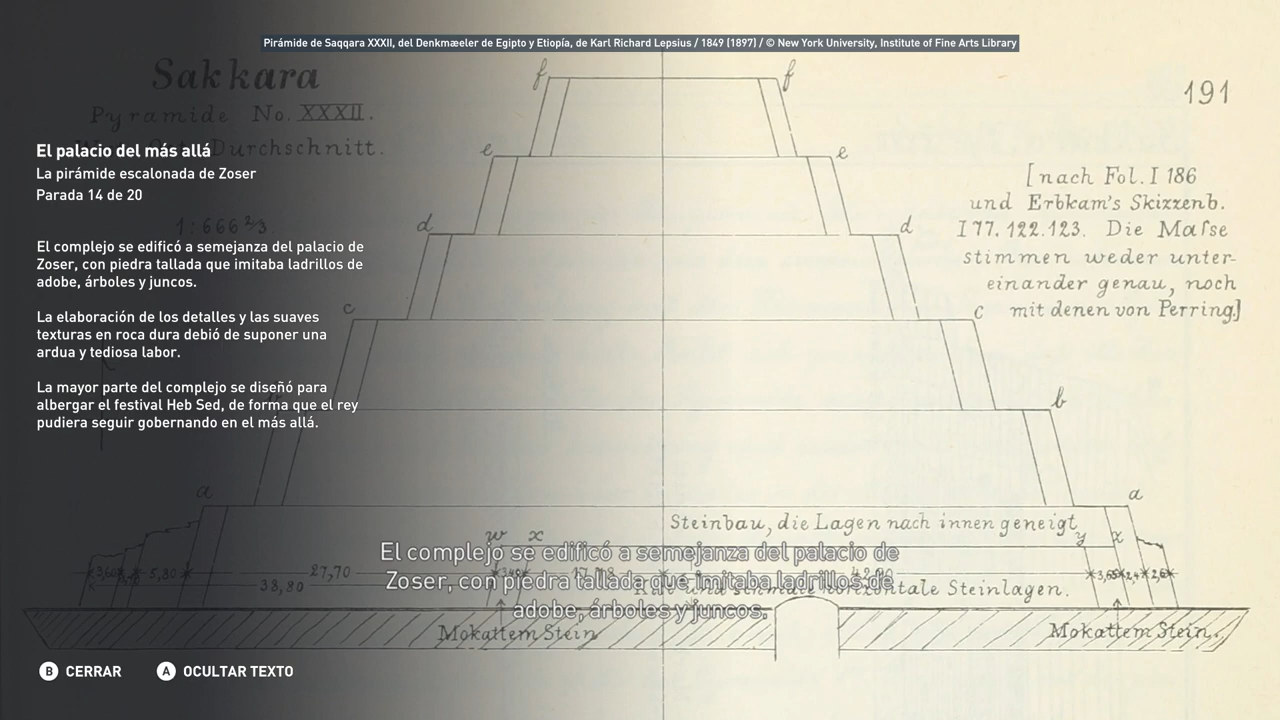 Pirámide de Saqqara XXXII, del Denkmæeler de Egipto y Etiopía, de Karl Richard Lepsius / 1849 (1897) / © New York University, Institute of Fine Arts Library
Sakkara
Pyramide No. XXXII.
Durchschnitt.
1:666 2/3.
191
[nach Fol. I 186
und Erbkam's Skizzenb.
I 77. 122. 123. Die Maſse
stimmen weder unter-
einander genau, noch
mit denen von Perring.]
El palacio del más allá
La pirámide escalonada de Zoser
Parada 14 de 20
El complejo se edificó a semejanza del palacio de
Zoser, con piedra tallada que imitaba ladrillos de
adobe, árboles y juncos.
La elaboración de los detalles y las suaves
texturas en roca dura debió de suponer una
ardua y tediosa labor.
La mayor parte del complejo se diseñó para
albergar el festival Heb Sed, de forma que el rey
pudiera seguir gobernando en el más allá.
f f
e e
d d
c c
b
a a
Steinbau, die Lagen nach innen geneigt
w x y x
El complejo se edificó a semejanza del palacio de
Zoser, con piedra tallada que imitaba ladrillos de
adobe, árboles y juncos.
3,60 5,80 27,70
38,80
horizontale Steinlagen.
Mokattem Stein Mokattem Stein.
B CERRAR A OCULTAR TEXTO